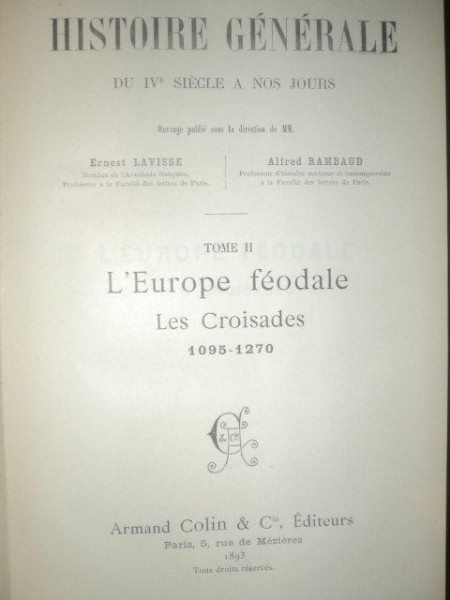 HISTOIRE GÉNÉRALE
DU IVᵉ SIÈCLE A NOS JOURS
Ouvrage publié sous la direction de MM.
Ernest LAVISSE
Membre de l'Académie française,
Professeur à la Faculté des lettres de Paris.
Alfred RAMBAUD
Professeur d'histoire moderne et contemporaine
à la Faculté des lettres de Paris.
TOME II
L'Europe féodale
Les Croisades
1095-1270
Armand Colin & Cⁱᵉ, Éditeurs
Paris, 5, rue de Mézières
1893
Tous droits réservés.